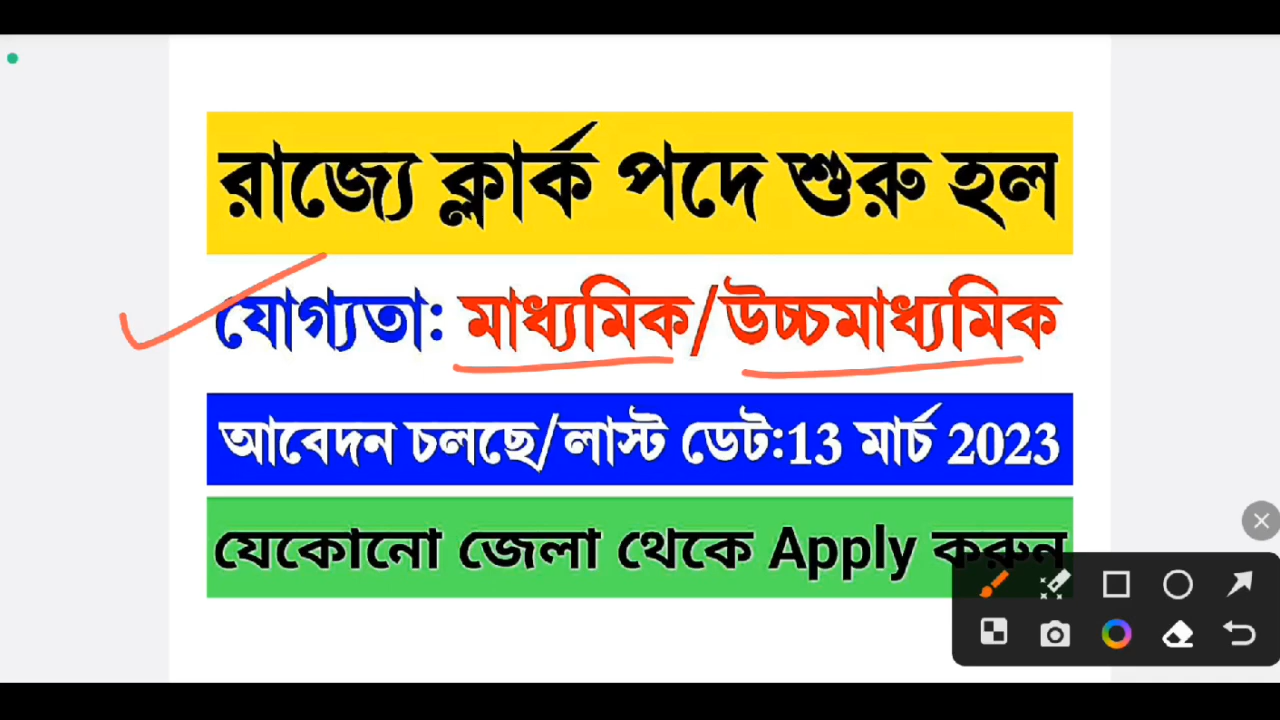 রাজ্যে ক্লার্ক পদে শুরু হল
যোগ্যতা: মাধ্যমিক/উচ্চমাধ্যমিক
আবেদন চলছে/লাস্ট ডেট:13 মার্চ 2023
যেকোনো জেলা থেকে Apply করুন